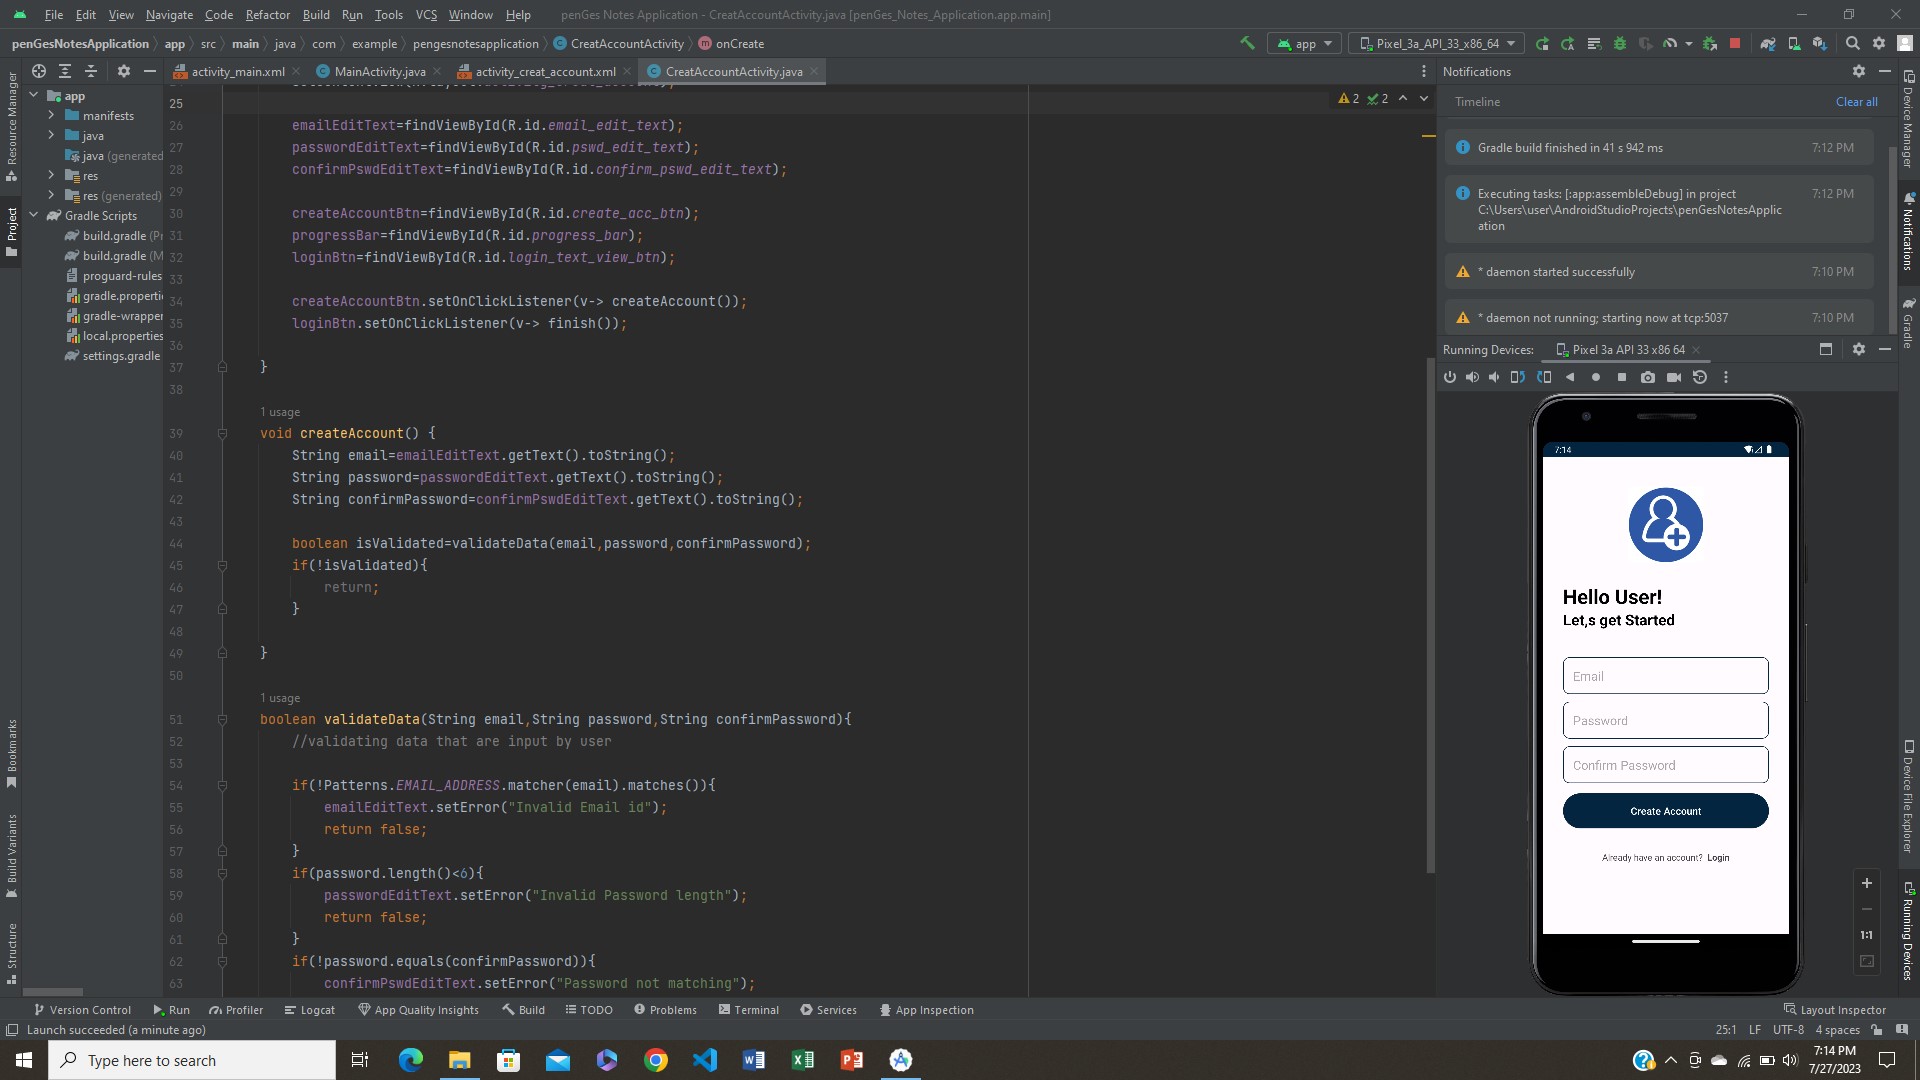 File Edit View Navigate Code Refactor Build Run Tools VCS Window Help penGes Notes Application - CreatAccountActivity.java [penGes_Notes_Application.app.main]
penGesNotesApplication app src main java com example pengesnotesapplication CreatAccountActivity onCreate app Pixel_3a_API_33_x86_64
activity_main.xml MainActivity.java activity_creat_account.xml CreatAccountActivity.java
Resource Manager
Project
Bookmarks
Build Variants
Structure
app
manifests
java
java (generated
res
res (generated)
Gradle Scripts
build.gradle (Pr
build.gradle (M
proguard-rules
gradle.properti
gradle-wrapper
local.properties
settings.gradle
2 2
25
26 emailEditText=findViewById(R.id.email_edit_text);
27 passwordEditText=findViewById(R.id.pswd_edit_text);
28 confirmPswdEditText=findViewById(R.id.confirm_pswd_edit_text);
29
30 createAccountBtn=findViewById(R.id.create_acc_btn);
31 progressBar=findViewById(R.id.progress_bar);
32 loginBtn=findViewById(R.id.login_text_view_btn);
33
34 createAccountBtn.setOnClickListener(v-> createAccount());
35 loginBtn.setOnClickListener(v-> finish());
36
37 }
38
1 usage
39 void createAccount() {
40 String email=emailEditText.getText().toString();
41 String password=passwordEditText.getText().toString();
42 String confirmPassword=confirmPswdEditText.getText().toString();
43
44 boolean isValidated=validateData(email,password,confirmPassword);
45 if(!isValidated){
46 return;
47 }
48
49 }
50
1 usage
51 boolean validateData(String email,String password,String confirmPassword){
52 //validating data that are input by user
53
54 if(!Patterns.EMAIL_ADDRESS.matcher(email).matches()){
55 emailEditText.setError("Invalid Email id");
56 return false;
57 }
58 if(password.length()<6){
59 passwordEditText.setError("Invalid Password length");
60 return false;
61 }
62 if(!password.equals(confirmPassword)){
63 confirmPswdEditText.setError("Password not matching");
Notifications
Timeline Clear all
Gradle build finished in 41 s 942 ms 7:12 PM
Executing tasks: [:app:assembleDebug] in project 7:12 PM
C:\Users\user\AndroidStudioProjects\penGesNotesApplic
ation
* daemon started successfully 7:10 PM
* daemon not running; starting now at tcp:5037 7:10 PM
Running Devices: Pixel 3a API 33 x86 64
7:14
Hello User!
Let,s get Started
Email
Password
Confirm Password
Create Account
Already have an account? Login
1:1
Device Manager
Notifications
Gradle
Device File Explorer
Running Devices
Version Control Run Profiler Logcat App Quality Insights Build TODO Problems Terminal Services App Inspection Layout Inspector
Launch succeeded (a minute ago) 25:1 LF UTF-8 4 spaces
Type here to search
7:14 PM
7/27/2023